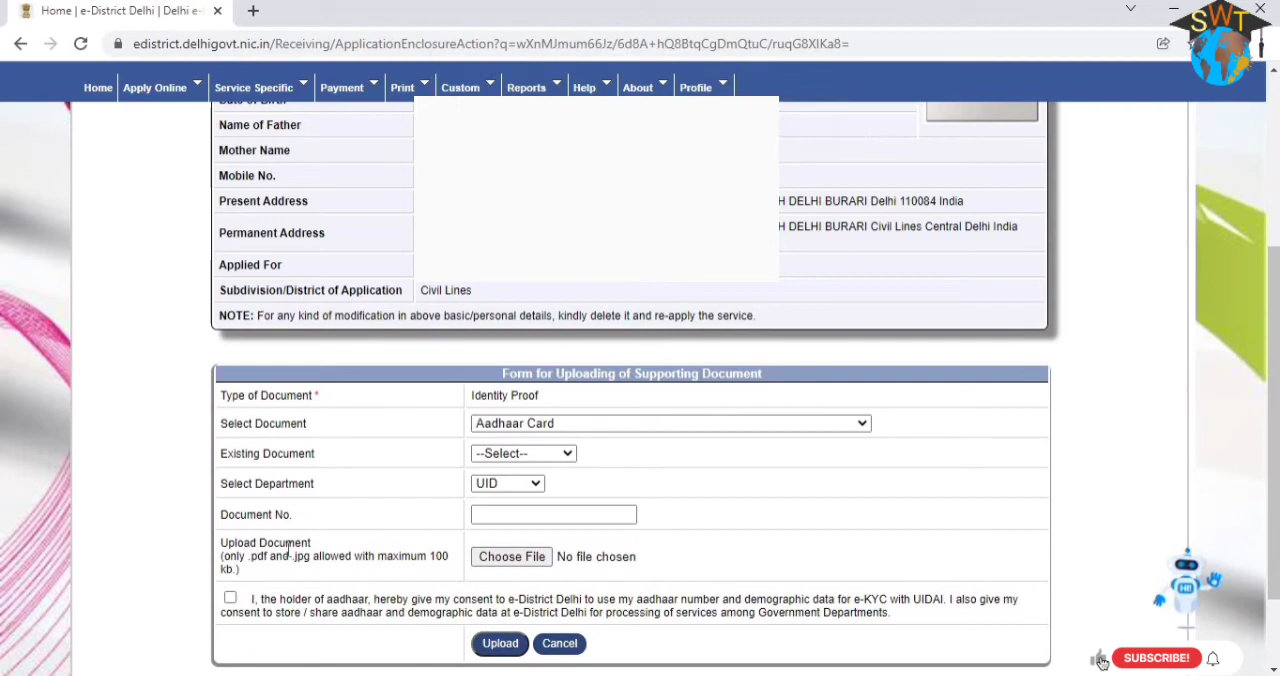 Home | e-District Delhi | Delhi e-
edistrict.delhigovt.nic.in/Receiving/ApplicationEnclosureAction?q=wXnMJmum66Jz/6d8A+hQ8BtqCgDmQtuC/ruqG8XIKa8=
SWT
Home Apply Online Service Specific Payment Print Custom Reports Help About Profile
Date of Birth
Name of Father
Mother Name
Mobile No.
Present Address H DELHI BURARI Delhi 110084 India
Permanent Address H DELHI BURARI Civil Lines Central Delhi India
Applied For
Subdivision/District of Application Civil Lines
NOTE: For any kind of modification in above basic/personal details, kindly delete it and re-apply the service.
Form for Uploading of Supporting Document
Type of Document * Identity Proof
Select Document Aadhaar Card
Existing Document --Select--
Select Department UID
Document No.
Upload Document
(only .pdf and .jpg allowed with maximum 100
kb.)
Choose File No file chosen
I, the holder of aadhaar, hereby give my consent to e-District Delhi to use my aadhaar number and demographic data for e-KYC with UIDAI. I also give my
consent to store / share aadhaar and demographic data at e-District Delhi for processing of services among Government Departments.
Upload Cancel
HI
SUBSCRIBE!